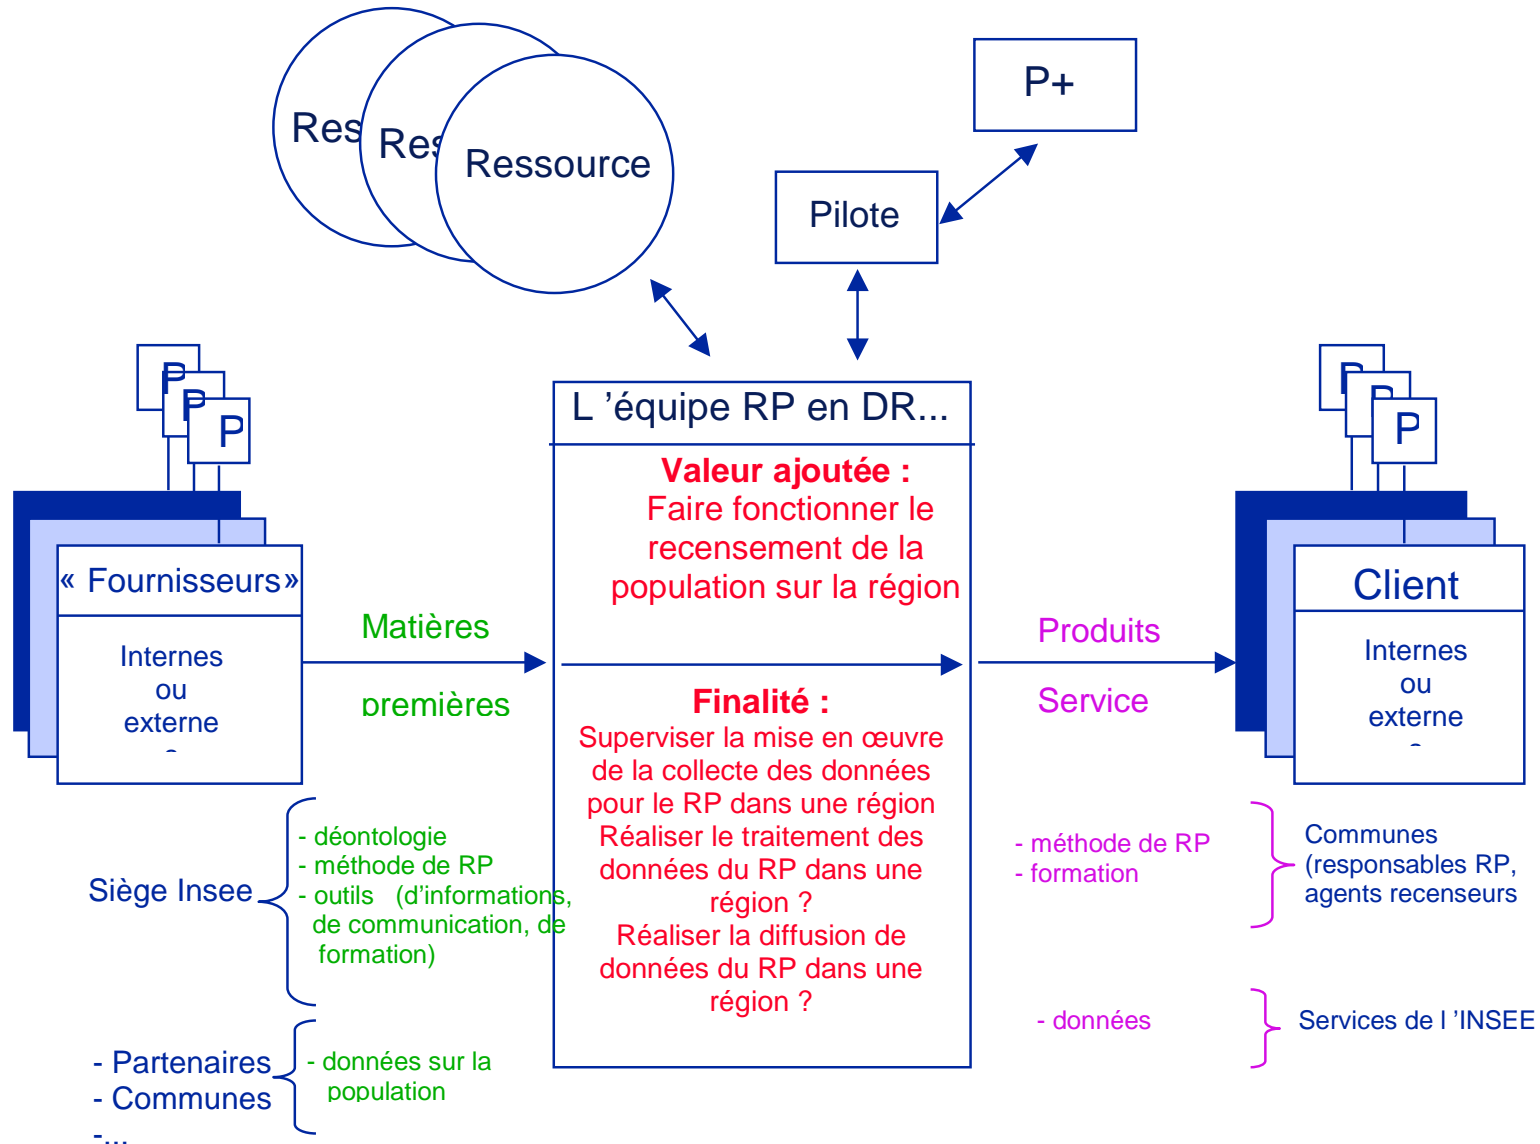 Res
Res
Ressource
P+
Pilote
P
P
P
« Fournisseurs»
Internes
ou
externe
Matières
premières
L ’équipe RP en DR...
Valeur ajoutée :
Faire fonctionner le
recensement de la
population sur la région
Finalité :
Superviser la mise en œuvre
de la collecte des données
pour le RP dans une région
Réaliser le traitement des
données du RP dans une
région ?
Réaliser la diffusion de
données du RP dans une
région ?
Produits
Service
P
P
P
Client
Internes
ou
externe
Siège Insee
- déontologie
- méthode de RP
- outils (d’informations,
de communication, de
formation)
- Partenaires
- Communes
-...
- données sur la
population
- méthode de RP
- formation
Communes
(responsables RP,
agents recenseurs
- données
Services de l ’INSEE